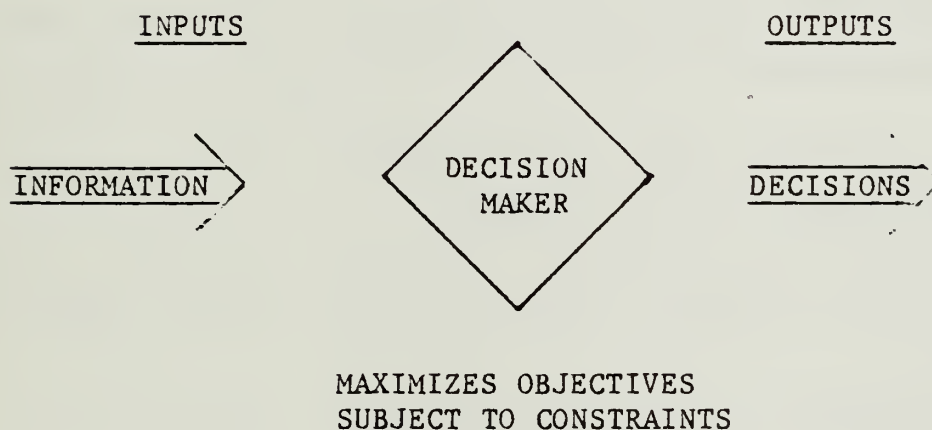 INPUTS
OUTPUTS
INFORMATION
DECISION
MAKER
DECISIONS
MAXIMIZES OBJECTIVES
SUBJECT TO CONSTRAINTS